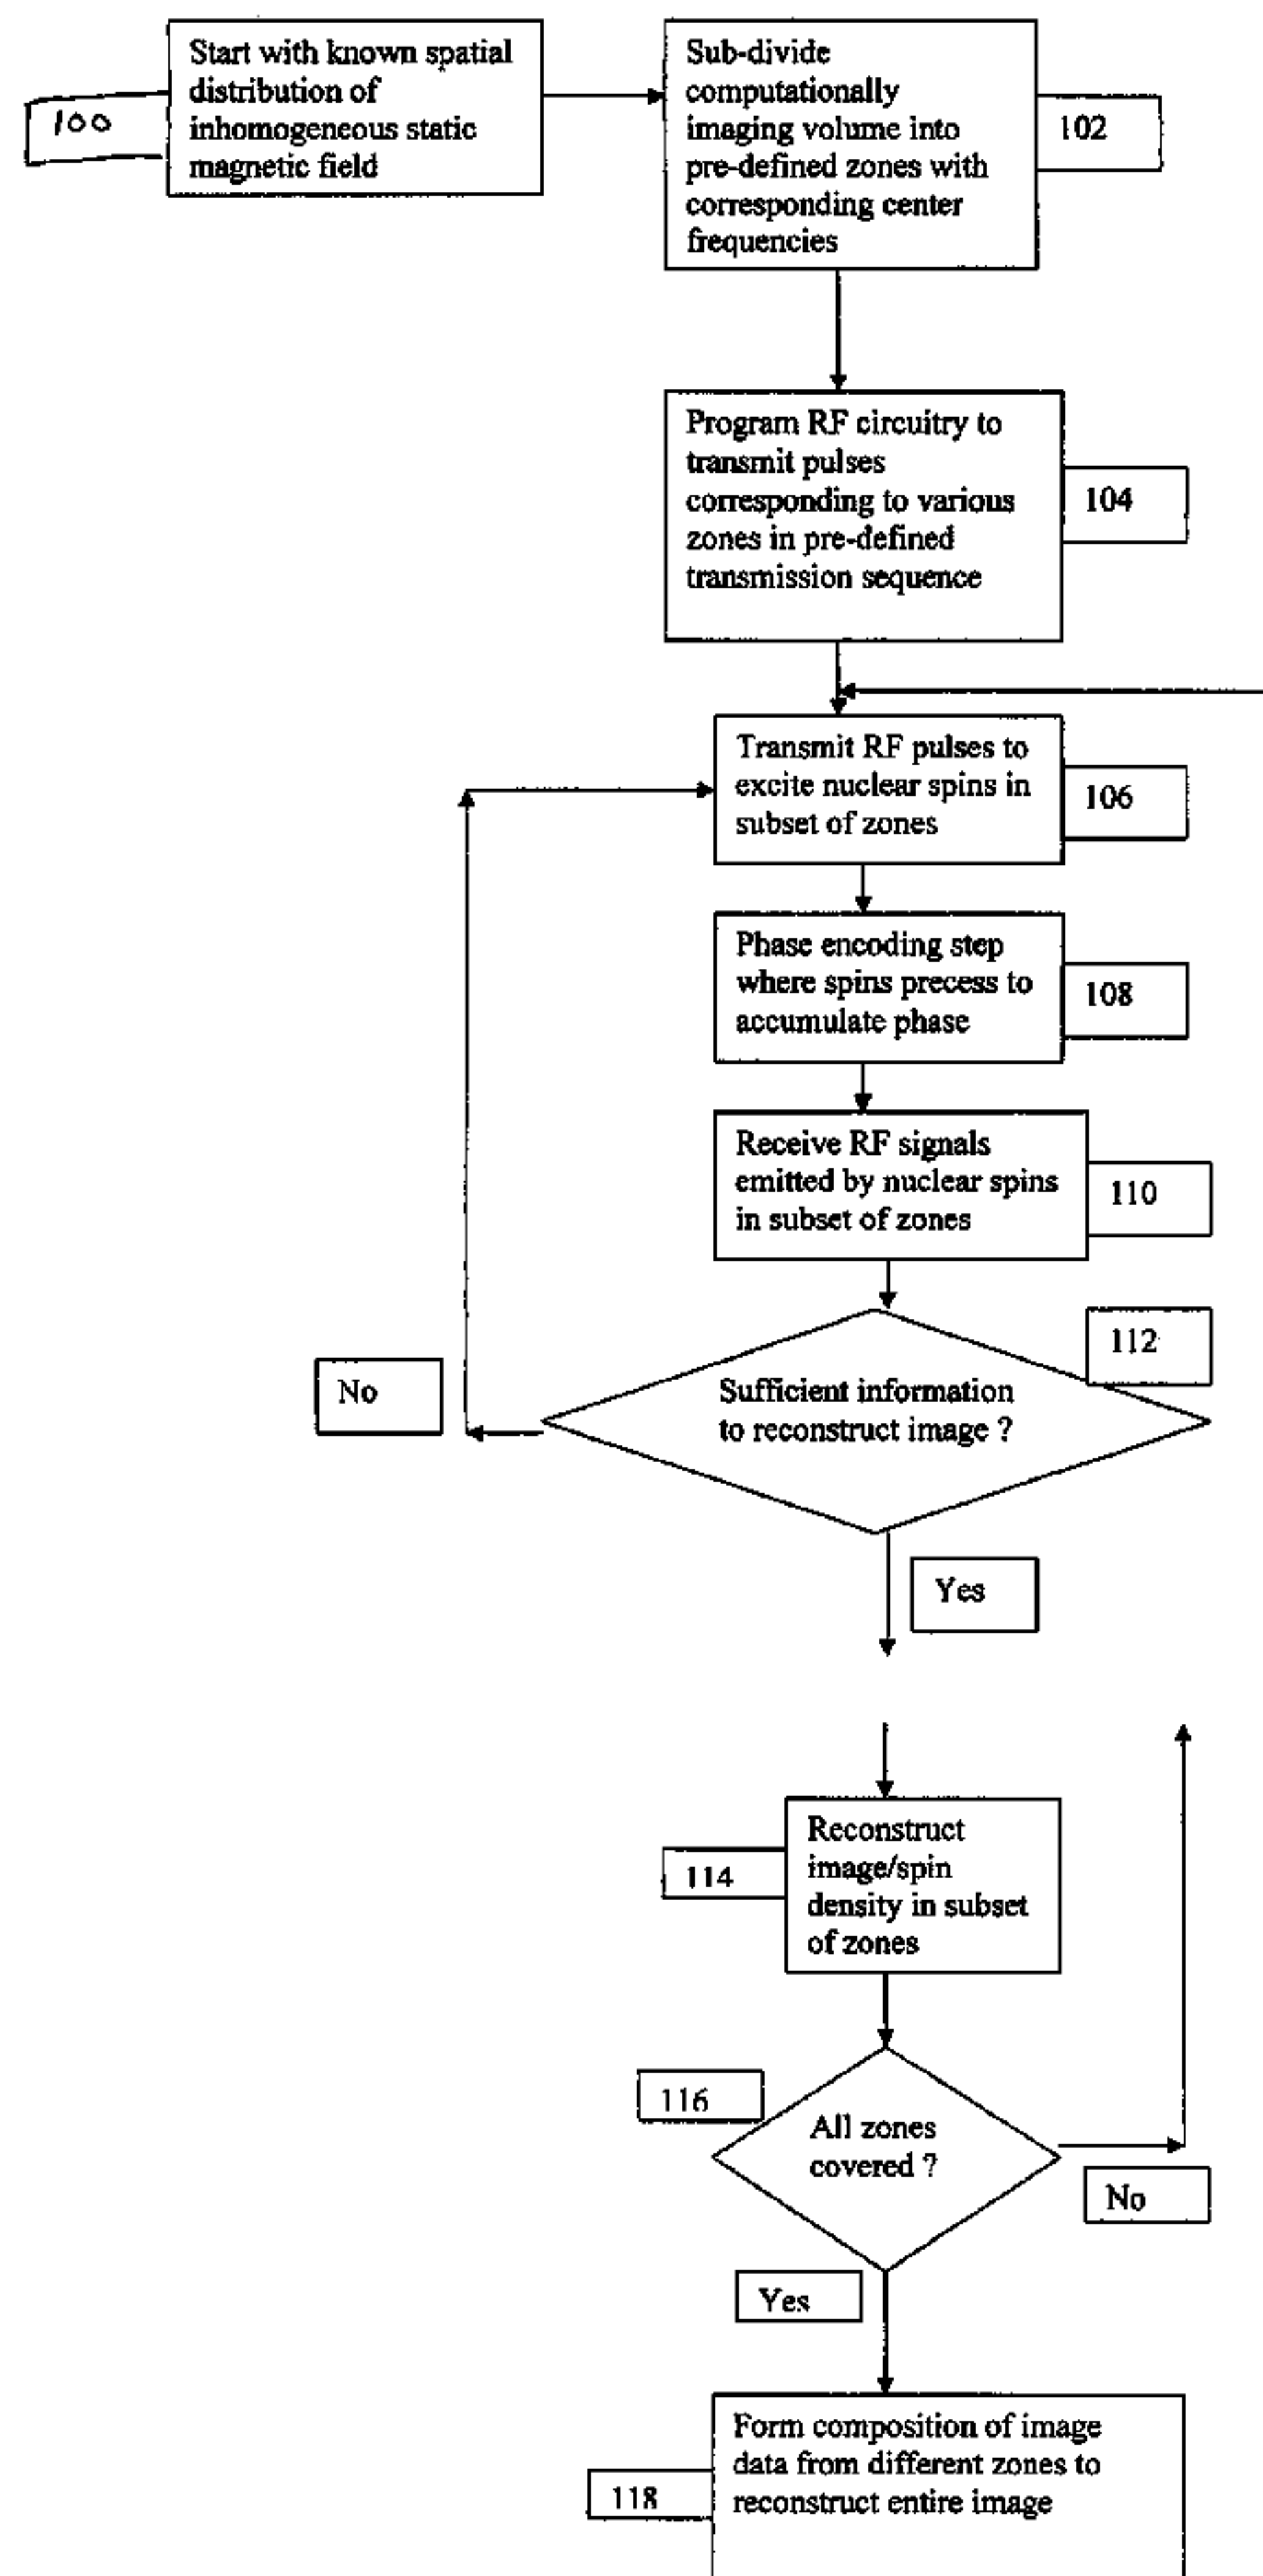 Start with known spatial
distribution of
inhomogeneous static
magnetic field
100
Sub-divide
computationally
imaging volume into
pre-defined zones with
corresponding center
frequencies
102
Program RF circuitry to
transmit pulses
corresponding to various
zones in pre-defined
transmission sequence
104
Transmit RF pulses to
excite nuclear spins in
subset of zones
106
Phase encoding step
where spins precess to
accumulate phase
108
Receive RF signals
emitted by nuclear spins
in subset of zones
110
112
Sufficient information
to reconstruct image ?
No
Yes
Reconstruct
image/spin
density in subset
of zones
114
116
All zones
covered ?
No
Yes
Form composition of image
data from different zones to
reconstruct entire image
118